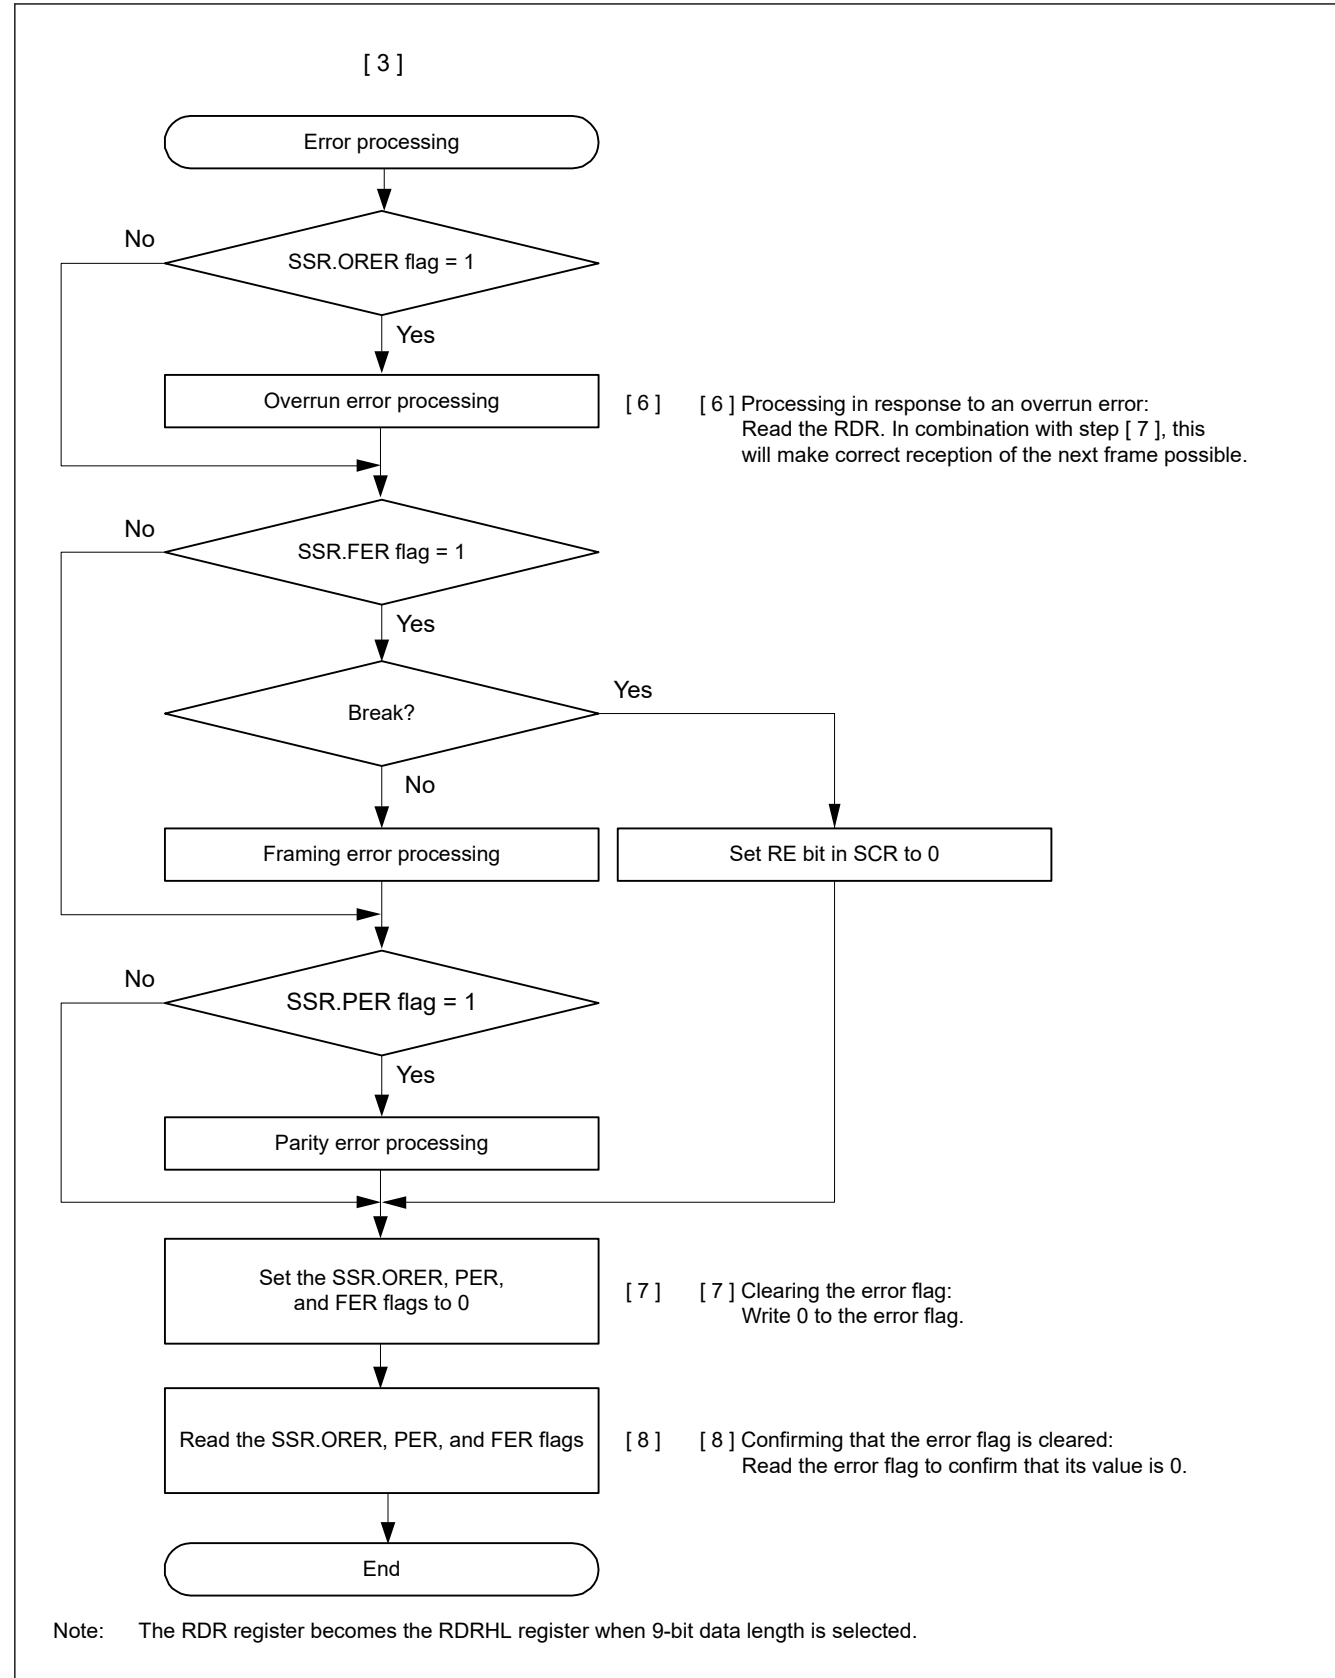 [ 3 ]
Error processing
No
SSR.ORER flag = 1
Yes
Overrun error processing
[ 6 ]
[ 6 ] Processing in response to an overrun error:
Read the RDR. In combination with step [ 7 ], this
will make correct reception of the next frame possible.
No
SSR.FER flag = 1
Yes
Break?
Yes
No
Framing error processing
Set RE bit in SCR to 0
No
SSR.PER flag = 1
Yes
Parity error processing
Set the SSR.ORER, PER,
and FER flags to 0
[ 7 ]
[ 7 ] Clearing the error flag:
Write 0 to the error flag.
Read the SSR.ORER, PER, and FER flags
[ 8 ]
[ 8 ] Confirming that the error flag is cleared:
Read the error flag to confirm that its value is 0.
End
Note: The RDR register becomes the RDRHL register when 9-bit data length is selected.